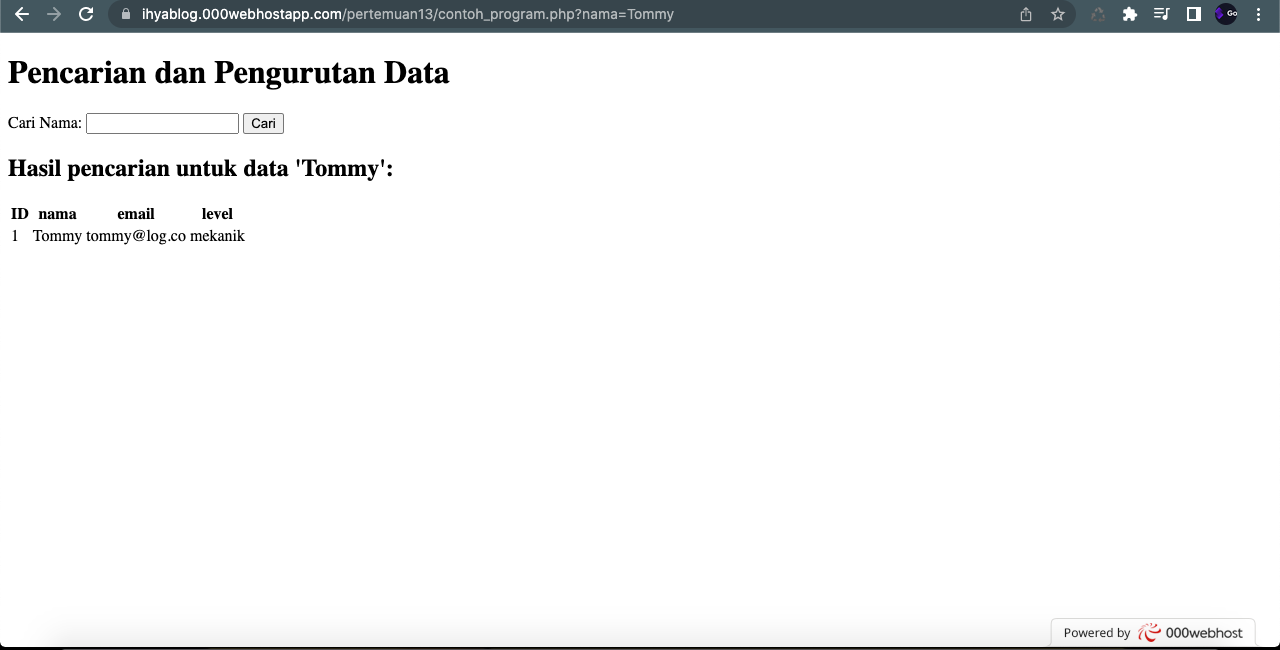 ihyablog.000webhostapp.com/pertemuan13/contoh_program.php?nama=Tommy
Go
Pencarian dan Pengurutan Data
Cari Nama: Cari
Hasil pencarian untuk data 'Tommy':
ID nama email level
1 Tommy tommy@log.co mekanik
Powered by 000webhost